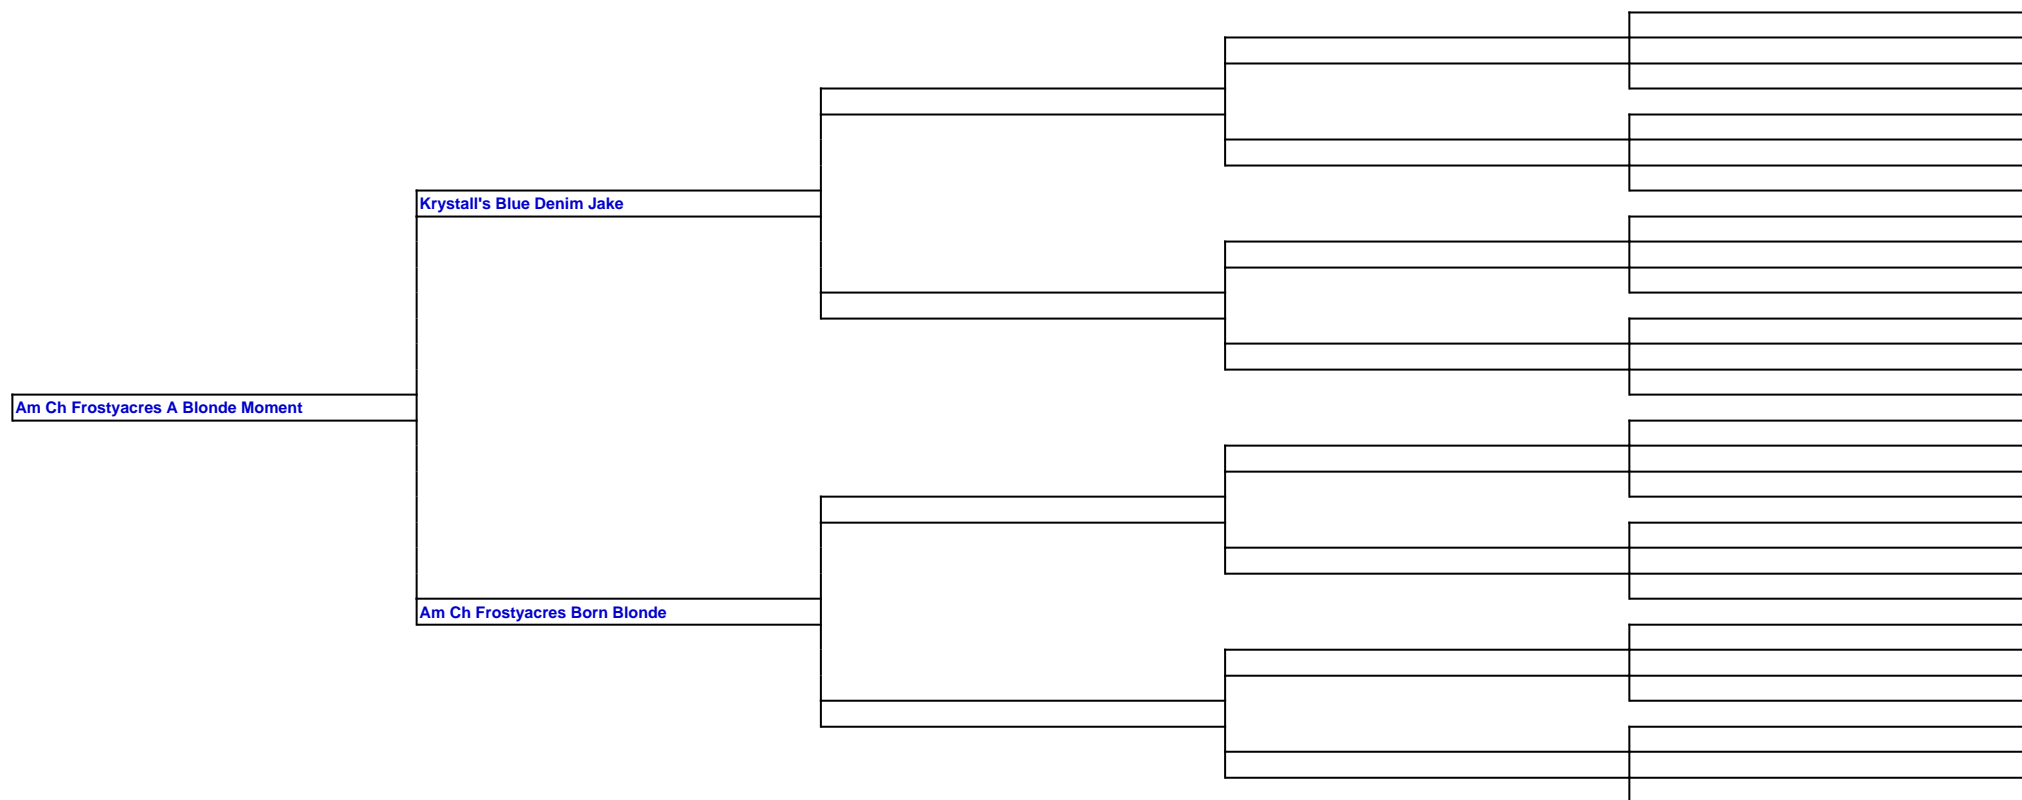 Krystall's Blue Denim Jake
Am Ch Frostyacres A Blonde Moment
Am Ch Frostyacres Born Blonde